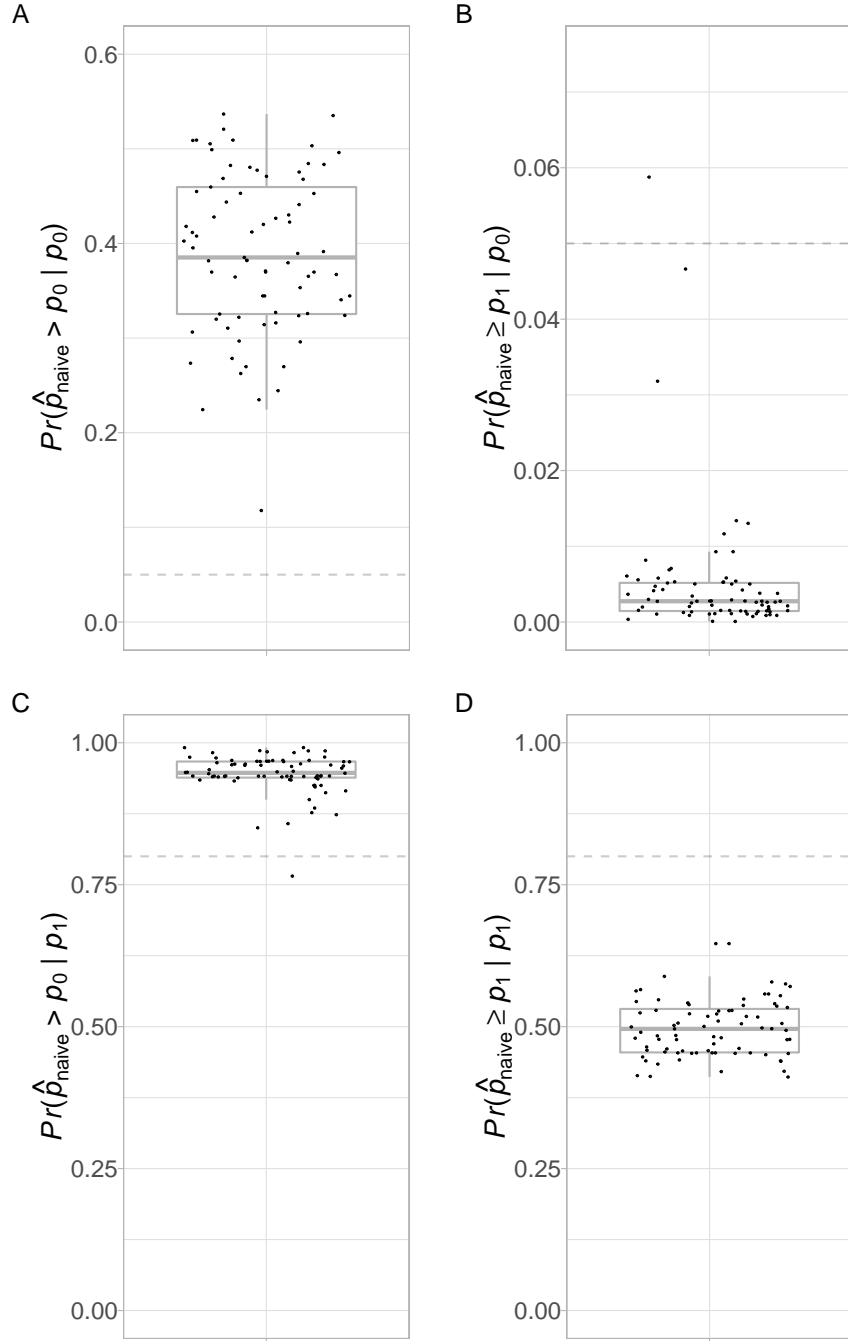 A
B
0.6
0.4
0.2
0.0
Pr(p̂naive > p0 | p0)
0.06
0.04
0.02
0.00
Pr(p̂naive ≥ p1 | p0)
C
D
1.00
0.75
0.50
0.25
0.00
Pr(p̂naive > p0 | p1)
1.00
0.75
0.50
0.25
0.00
Pr(p̂naive ≥ p1 | p1)